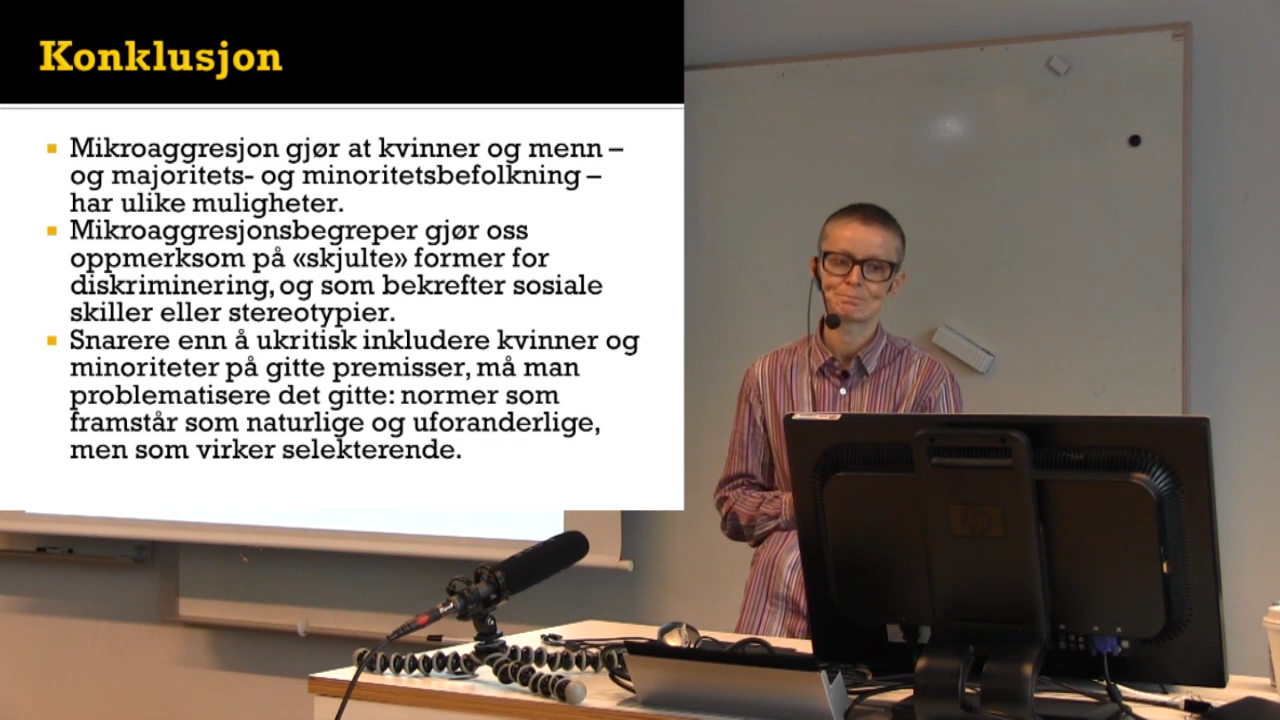 Konklusjon
Mikroaggresjon gjør at kvinner og menn –
og majoritets- og minoritetsbefolkning –
har ulike muligheter.
Mikroaggresjonsbegreper gjør oss
oppmerksom på «skjulte» former for
diskriminering, og som bekrefter sosiale
skiller eller stereotypier.
Snarere enn å ukritisk inkludere kvinner og
minoriteter på gitte premisser, må man
problematisere det gitte: normer som
framstår som naturlige og uforanderlige,
men som virker selekterende.
hp